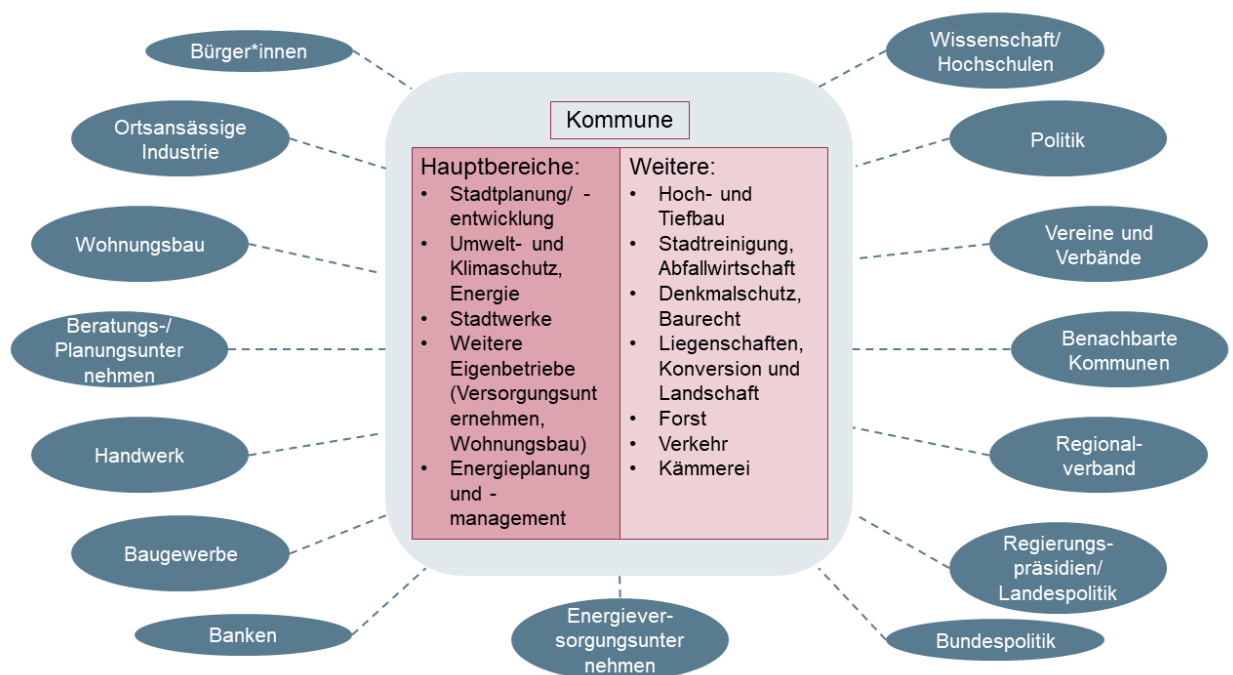 Bürger*innen
Ortsansässige
Industrie
Wohnungsbau
Beratungs-/
Planungsunter
nehmen
Handwerk
Baugewerbe
Banken
Kommune
Hauptbereiche:
• Stadtplanung/ -
entwicklung
• Umwelt- und
Klimaschutz,
Energie
• Stadtwerke
• Weitere
Eigenbetriebe
(Versorgungsunt
ernehmen,
Wohnungsbau)
• Energieplanung
und -
management
Weitere:
• Hoch- und
Tiefbau
• Stadtreinigung,
Abfallwirtschaft
• Denkmalschutz,
Baurecht
• Liegenschaften,
Konversion und
Landschaft
• Forst
• Verkehr
• Kämmerei
Energiever-
sorgungsunter
nehmen
Wissenschaft/
Hochschulen
Politik
Vereine und
Verbände
Benachbarte
Kommunen
Regional-
verband
Regierungs-
präsidien/
Landespolitik
Bundespolitik